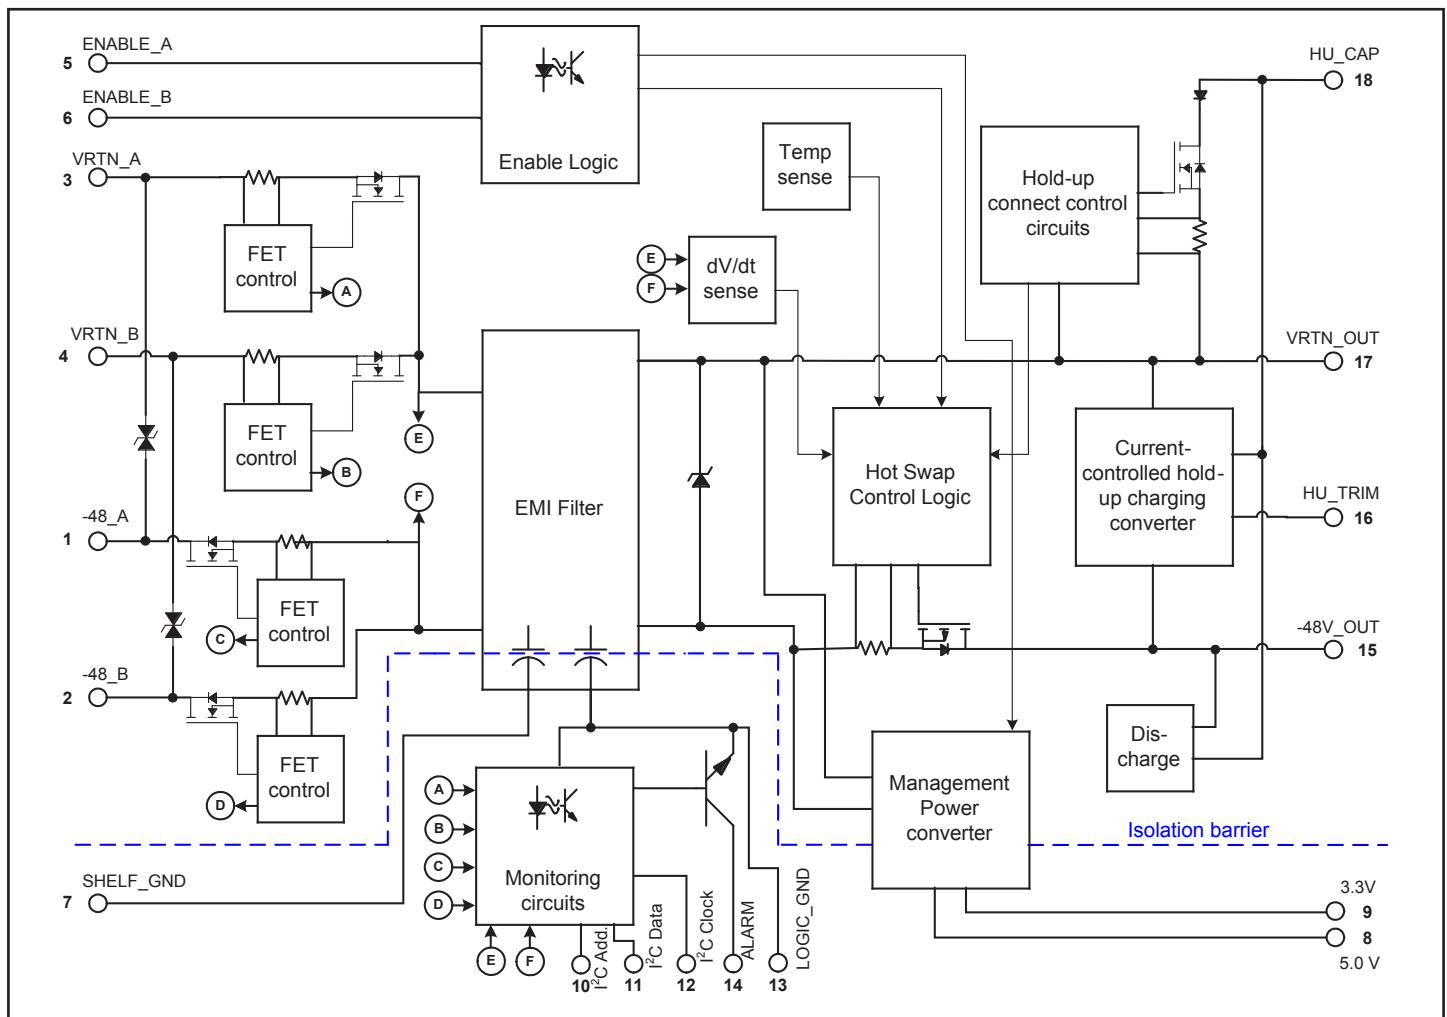 ENABLE_A
5
ENABLE_B
6
VRTN_A
3
FET
control
A
VRTN_B
4
FET
control
B
E
F
-48_A
1
FET
control
C
-48_B
2
FET
control
D
SHELF_GND
7
Enable Logic
Temp
sense
E
F
dV/dt
sense
EMI Filter
Hot Swap
Control Logic
Hold-up
connect control
circuits
HU_CAP
18
VRTN_OUT
17
Current-
controlled hold-
up charging
converter
HU_TRIM
16
-48V_OUT
15
Dis-
charge
Management
Power
converter
Isolation barrier
3.3V
9
8
5.0 V
A
B
C
D
Monitoring
circuits
E
F
10
I²C Add.
11
I²C Data
12
I²C Clock
14
ALARM
13
LOGIC_GND